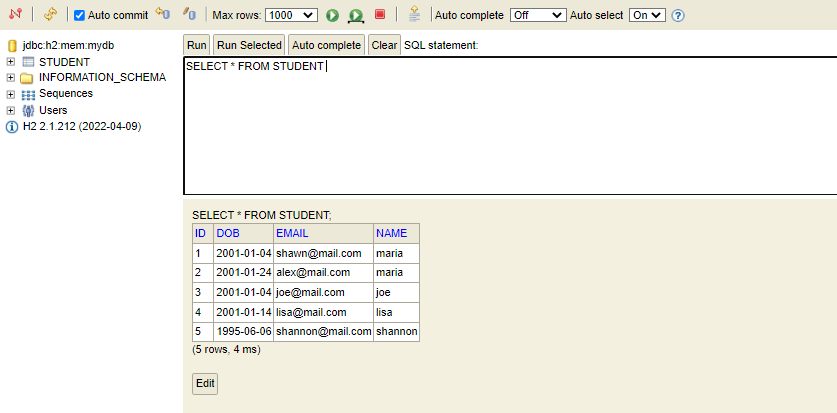 Auto commit Max rows: 1000 Auto complete Off Auto select On ?
jdbc:h2:mem:mydb
STUDENT
INFORMATION_SCHEMA
Sequences
Users
H2 2.1.212 (2022-04-09)
Run Run Selected Auto complete Clear SQL statement:
SELECT * FROM STUDENT
SELECT * FROM STUDENT;
ID DOB EMAIL NAME
1 2001-01-04 shawn@mail.com maria
2 2001-01-24 alex@mail.com maria
3 2001-01-04 joe@mail.com joe
4 2001-01-14 lisa@mail.com lisa
5 1995-06-06 shannon@mail.com shannon
(5 rows, 4 ms)
Edit